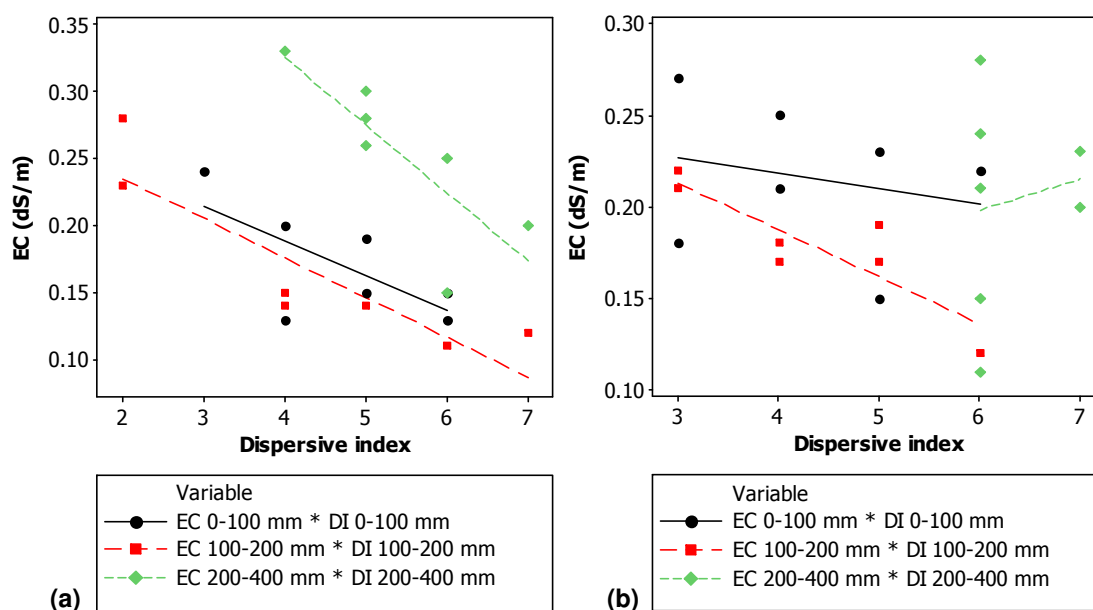 0.35
0.30
0.25
0.20
0.15
0.10
EC (dS/m)
2 3 4 5 6 7
Dispersive index
Variable
EC 0-100 mm * DI 0-100 mm
EC 100-200 mm * DI 100-200 mm
EC 200-400 mm * DI 200-400 mm
(a)
0.30
0.25
0.20
0.15
0.10
EC (dS/m)
3 4 5 6 7
Dispersive index
Variable
EC 0-100 mm * DI 0-100 mm
EC 100-200 mm * DI 100-200 mm
EC 200-400 mm * DI 200-400 mm
(b)